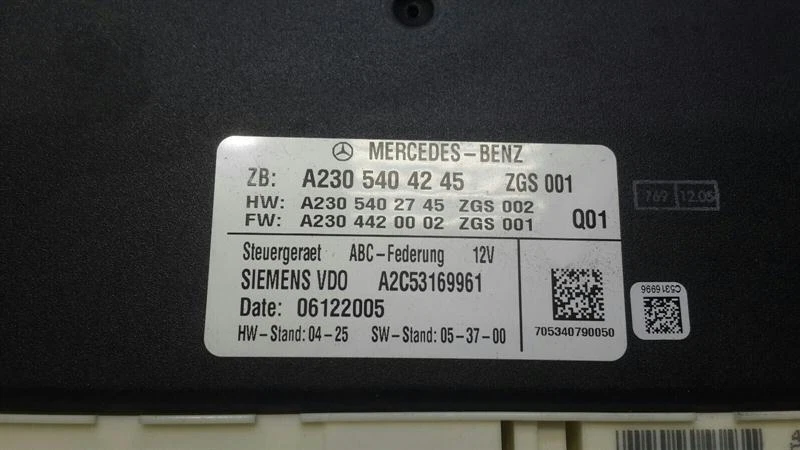 MERCEDES-BENZ
ZB: A230 540 42 45 ZGS 001
HW: A230 540 27 45 ZGS 002
FW: A230 442 00 02 ZGS 001 Q01
Steuergeraet ABC-Federung 12V
SIEMENS VDO A2C53169961
Date: 06122005
HW-Stand: 04-25 SW-Stand: 05-37-00
705340790050
769 12.05
C5316996